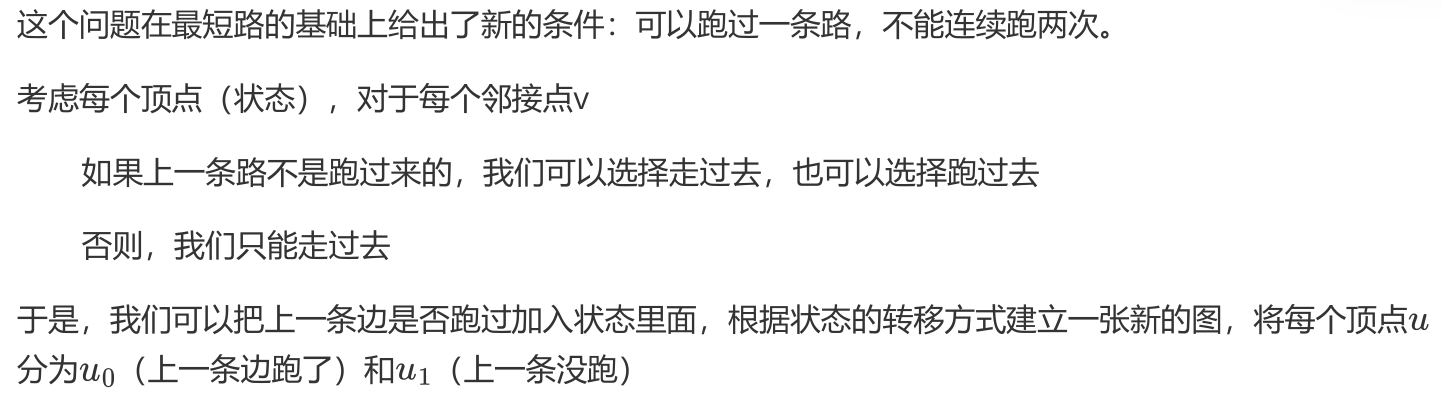 这个问题在最短路的基础上给出了新的条件：可以跑过一条路，不能连续跑两次。
考虑每个顶点（状态），对于每个邻接点v
如果上一条路不是跑过来的，我们可以选择走过去，也可以选择跑过去
否则，我们只能走过去
于是，我们可以把上一条边是否跑过加入状态里面，根据状态的转移方式建立一张新的图，将每个顶点u
分为u₀（上一条边跑了）和u₁（上一条没跑）